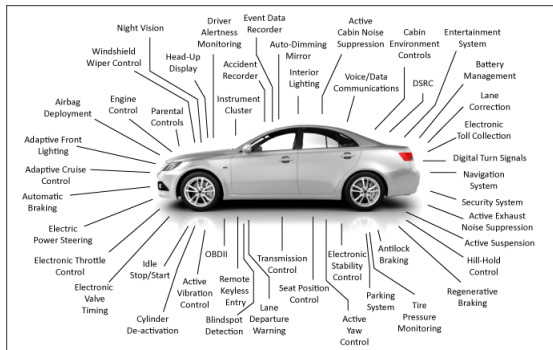 Night Vision
Driver
Alertness
Monitoring
Event Data
Recorder
Active
Cabin Noise
Suppression
Cabin
Environment
Controls
Entertainment
System
Windshield
Wiper Control
Head-Up
Display
Accident
Recorder
Auto-Dimming
Mirror
Interior
Lighting
Voice/Data
Communications
DSRC
Battery
Management
Lane
Correction
Electronic
Toll Collection
Digital Turn Signals
Navigation
System
Security System
Active Exhaust
Noise Suppression
Active Suspension
Hill-Hold
Control
Regenerative
Braking
Airbag
Deployment
Engine
Control
Parental
Controls
Instrument
Cluster
Adaptive Front
Lighting
Adaptive Cruise
Control
Automatic
Braking
Electric
Power Steering
Electronic Throttle
Control
Electronic
Valve
Timing
Idle
Stop/Start
Cylinder
De-activation
Active
Vibration
Control
OBDII
Remote
Keyless
Entry
Blindspot
Detection
Lane
Departure
Warning
Transmission
Control
Seat Position
Control
Active
Yaw
Control
Electronic
Stability
Control
Parking
System
Antilock
Braking
Tire
Pressure
Monitoring